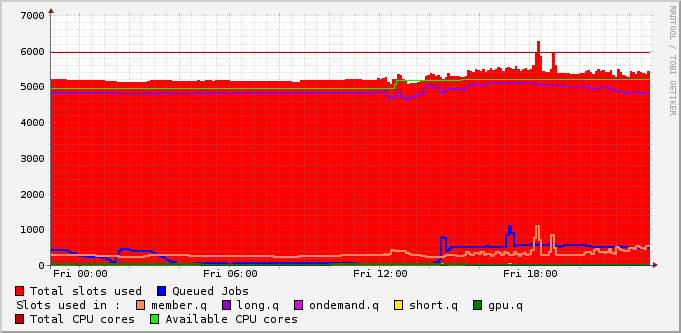 7000
6000
5000
4000
3000
2000
1000
0
Fri 00:00 Fri 06:00 Fri 12:00 Fri 18:00
RRDTOOL / TOBI OETIKER
Total slots used Queued Jobs
Slots used in : member.q long.q ondemand.q short.q gpu.q
Total CPU cores Available CPU cores